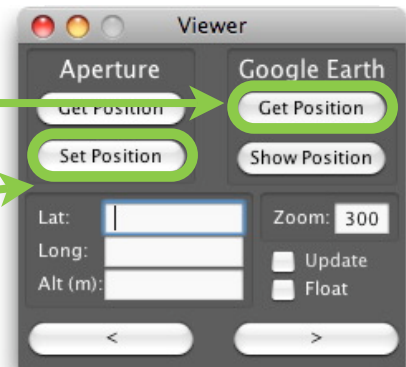 Viewer
Aperture
Google Earth
Get Position
Get Position
Set Position
Show Position
Lat:
Zoom: 300
Long:
Update
Alt (m):
Float
<
>